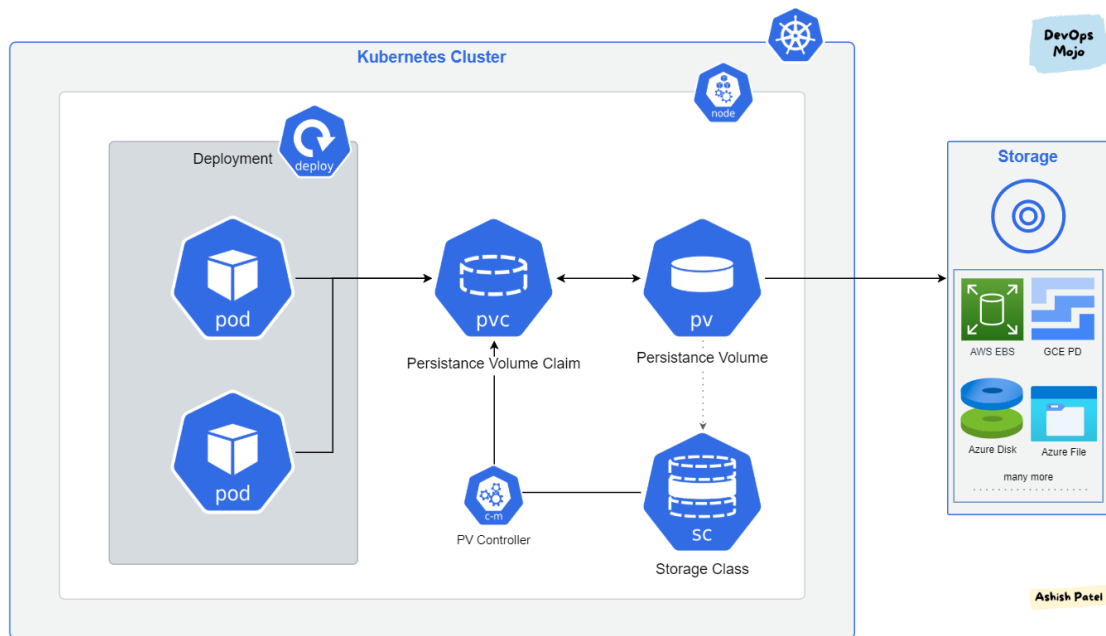 DevOps
Mojo
Kubernetes Cluster
node
Deployment
deploy
Storage
pod
pvc
pv
Persistance Volume Claim
Persistance Volume
AWS EBS
GCE PD
Azure Disk
Azure File
many more
pod
c-m
PV Controller
sc
Storage Class
Ashish Patel